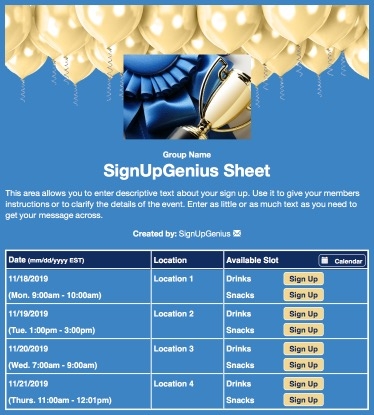 Group Name
SignUpGenius Sheet
This area allows you to enter descriptive text about your sign up. Use it to give your members
instructions or to clarify the details of the event. Enter as little or as much text as you need to
get your message across.
Created by: SignUpGenius
Date (mm/dd/yyyy EST) Location Available Slot Calendar
11/18/2019 Location 1 Drinks Sign Up
(Mon. 9:00am - 10:00am) Snacks Sign Up
11/19/2019 Location 2 Drinks Sign Up
(Tue. 1:00pm - 3:00pm) Snacks Sign Up
11/20/2019 Location 3 Drinks Sign Up
(Wed. 7:00am - 9:00am) Snacks Sign Up
11/21/2019 Location 4 Drinks Sign Up
(Thurs. 11:00am - 12:01pm) Snacks Sign Up